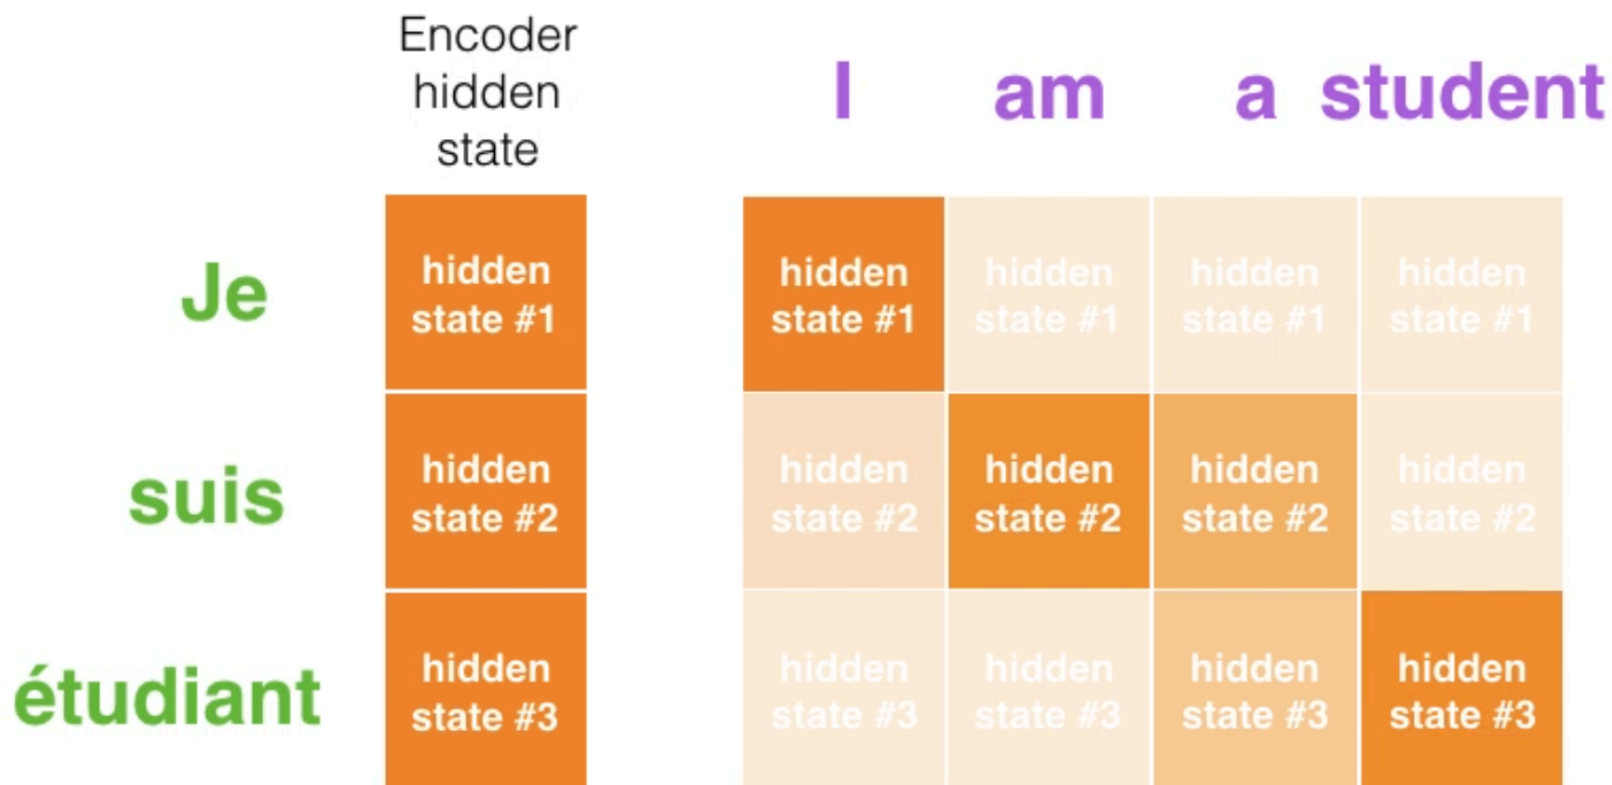 Encoder
hidden
state
I am a student
Je
hidden
state #1
hidden
state #1
hidden
state #1
hidden
state #1
hidden
state #1
suis
hidden
state #2
hidden
state #2
hidden
state #2
hidden
state #2
hidden
state #2
étudiant
hidden
state #3
hidden
state #3
hidden
state #3
hidden
state #3
hidden
state #3